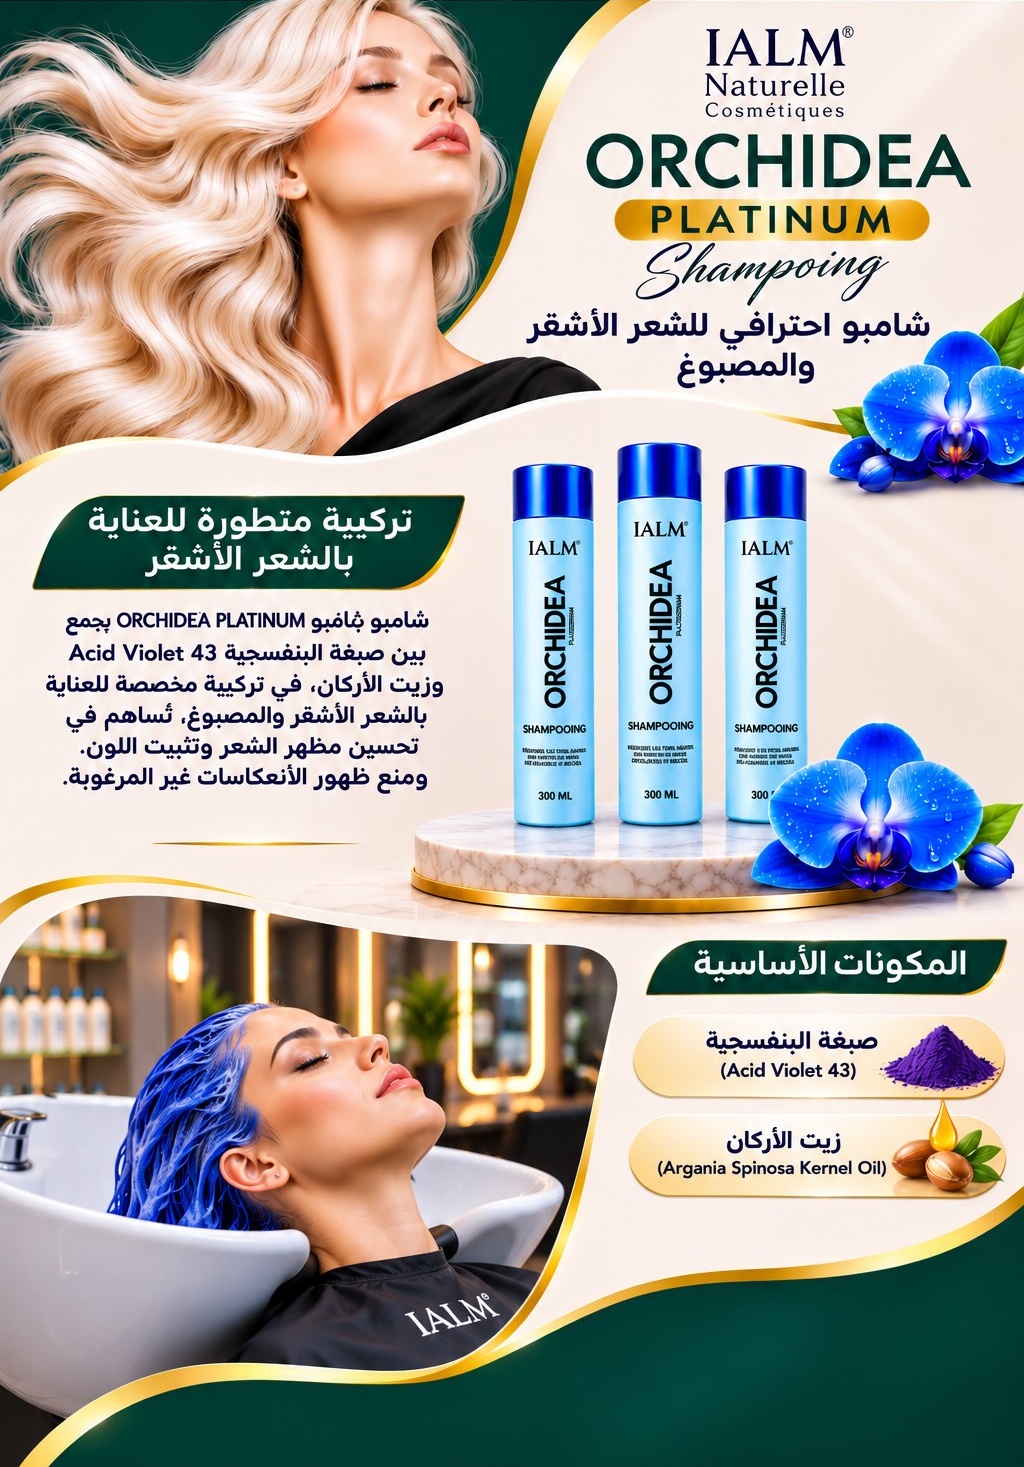 IALM®
Naturelle
Cosmétiques
ORCHIDEA
PLATINUM
Shampoing
شامبو احترافي للشعر الأشقر
والمصبوغ
تركيبية متطورة للعناية
بالشعر الأشقر
شامبو ORCHIDEA PLATINUM يجمع
بين صبغة البنفسجية Acid Violet 43
وزيت الأركان، في تركيبية مخصصة للعناية
بالشعر الأشقر والمصبوغ، تُساهم في
تحسين مظهر الشعر وتثبيت اللون.
ومنع ظهور الأنعكاسات غير المرغوبة.
IALM®
ORCHIDEA
SHAMPOOING
300 ML
IALM®
ORCHIDEA
SHAMPOOING
300 ML
IALM®
ORCHIDEA
SHAMPOOING
300
المكونات الأساسية
صبغة البنفسجية
(Acid Violet 43)
زيت الأركان
(Argania Spinosa Kernel Oil)
IALM®